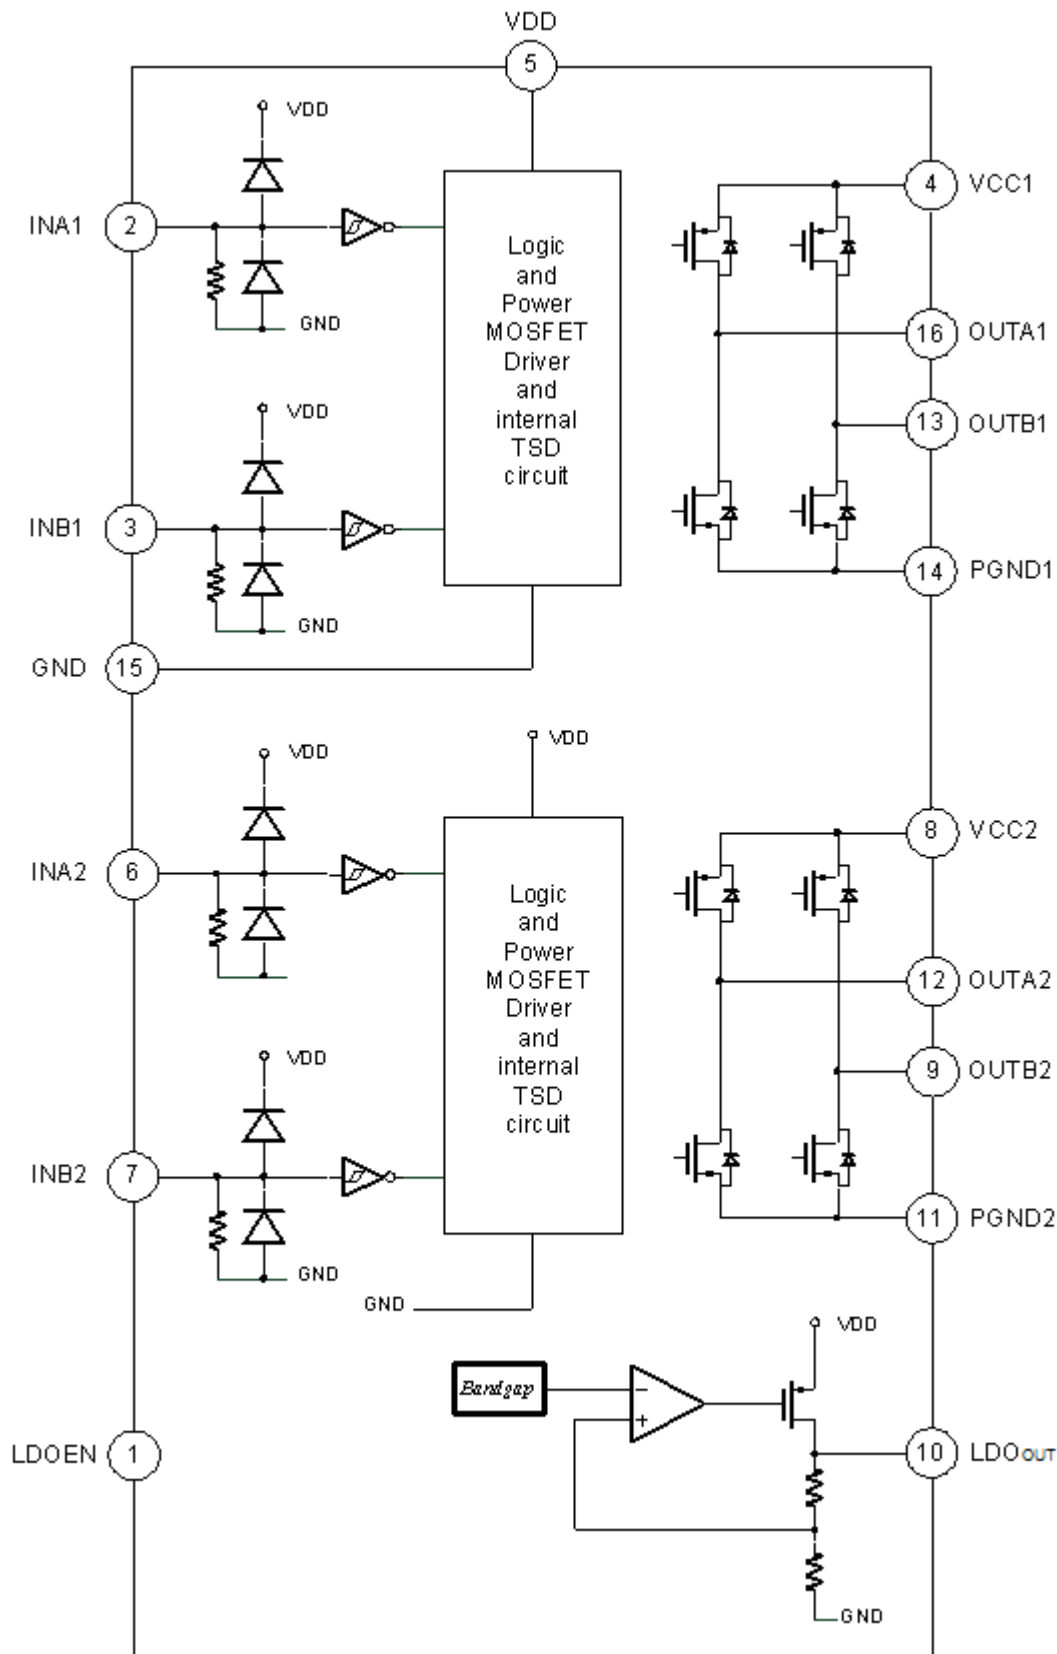 VDD
5
VDD
INA1
2
GND
VDD
INB1
3
GND
GND
15
Logic
and
Power
MOSFET
Driver
and
internal
TSD
circuit
4
VCC1
16
OUTA1
13
OUTB1
14
PGND1
VDD
VDD
INA2
6
VDD
INB2
7
GND
GND
Logic
and
Power
MOSFET
Driver
and
internal
TSD
circuit
8
VCC2
12
OUTA2
9
OUTB2
11
PGND2
VDD
Bandgap
−
+
LDOEN
1
10
LDOOUT
GND